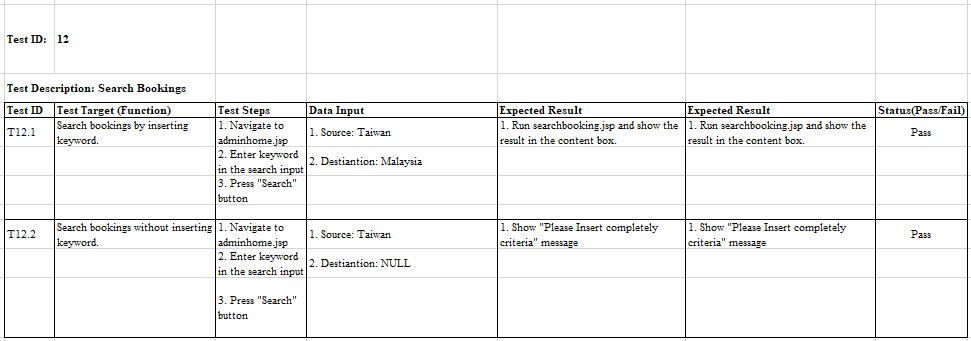 Test ID: 12
Test Description: Search Bookings
Test ID Test Target (Function) Test Steps Data Input Expected Result Expected Result Status(Pass/Fail)
T12.1
Search bookings by inserting
keyword.
1. Navigate to
adminhome.jsp
2. Enter keyword
in the search input
3. Press "Search"
button
1. Source: Taiwan
2. Destiantion: Malaysia
1. Run searchbooking.jsp and show the
result in the content box.
1. Run searchbooking.jsp and show the
result in the content box.
Pass
T12.2
Search bookings without inserting
keyword.
1. Navigate to
adminhome.jsp
2. Enter keyword
in the search input
3. Press "Search"
button
1. Source: Taiwan
2. Destiantion: NULL
1. Show "Please Insert completely
criteria" message
1. Show "Please Insert completely
criteria" message
Pass